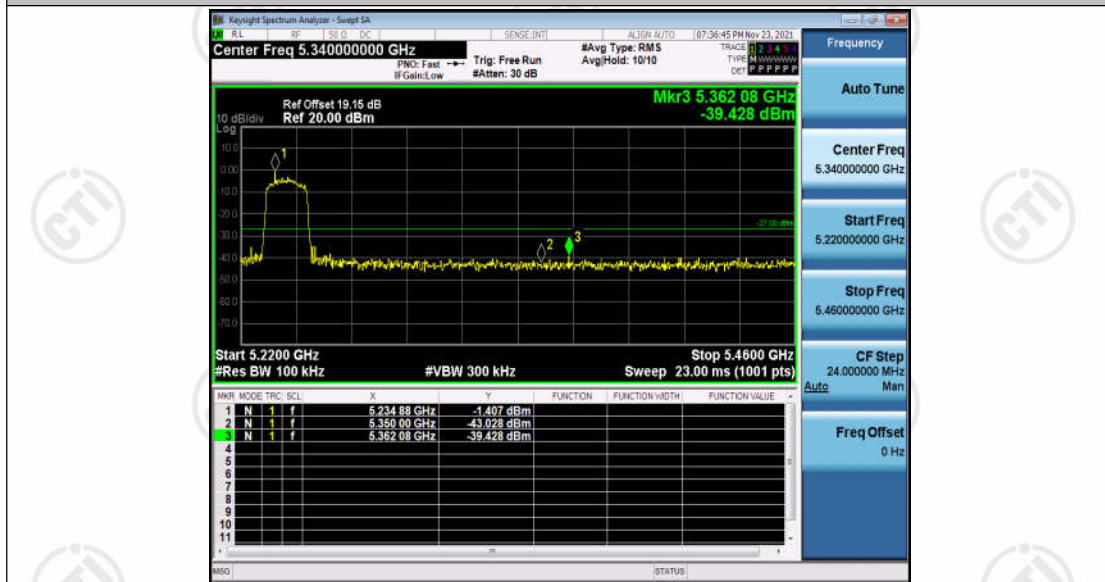 Keysight Spectrum Analyzer - Swept SA
RL RF 50 Ω DC SENSE:INT ALIGN AUTO 07:36:45 PM Nov 23, 2021
Center Freq 5.340000000 GHz
PNO: Fast
IFGain:Low
Trig: Free Run
#Atten: 30 dB
#Avg Type: RMS
Avg|Hold: 10/10
TRACE 1 2 3 4 5 6
TYPE M W W W W W
DET P P P P P P
Mkr3 5.362 08 GHz
-39.428 dBm
Ref Offset 19.15 dB
10 dB/div Ref 20.00 dBm
Log
10.0
0.00
-10.0
-20.0
-30.0
-40.0
-50.0
-60.0
-70.0
1
2
3
-27.00 dBm
Start 5.2200 GHz Stop 5.4600 GHz
#Res BW 100 kHz #VBW 300 kHz Sweep 23.00 ms (1001 pts)
MKR MODE TRC SCL X Y FUNCTION FUNCTION WIDTH FUNCTION VALUE
1 N 1 f 5.234 88 GHz -1.407 dBm
2 N 1 f 5.350 00 GHz -43.028 dBm
3 N 1 f 5.362 08 GHz -39.428 dBm
4
5
6
7
8
9
10
11
MSG STATUS
Frequency
Auto Tune
Center Freq
5.340000000 GHz
Start Freq
5.220000000 GHz
Stop Freq
5.460000000 GHz
CF Step
24.000000 MHz
Auto Man
Freq Offset
0 Hz
CTI
CTI